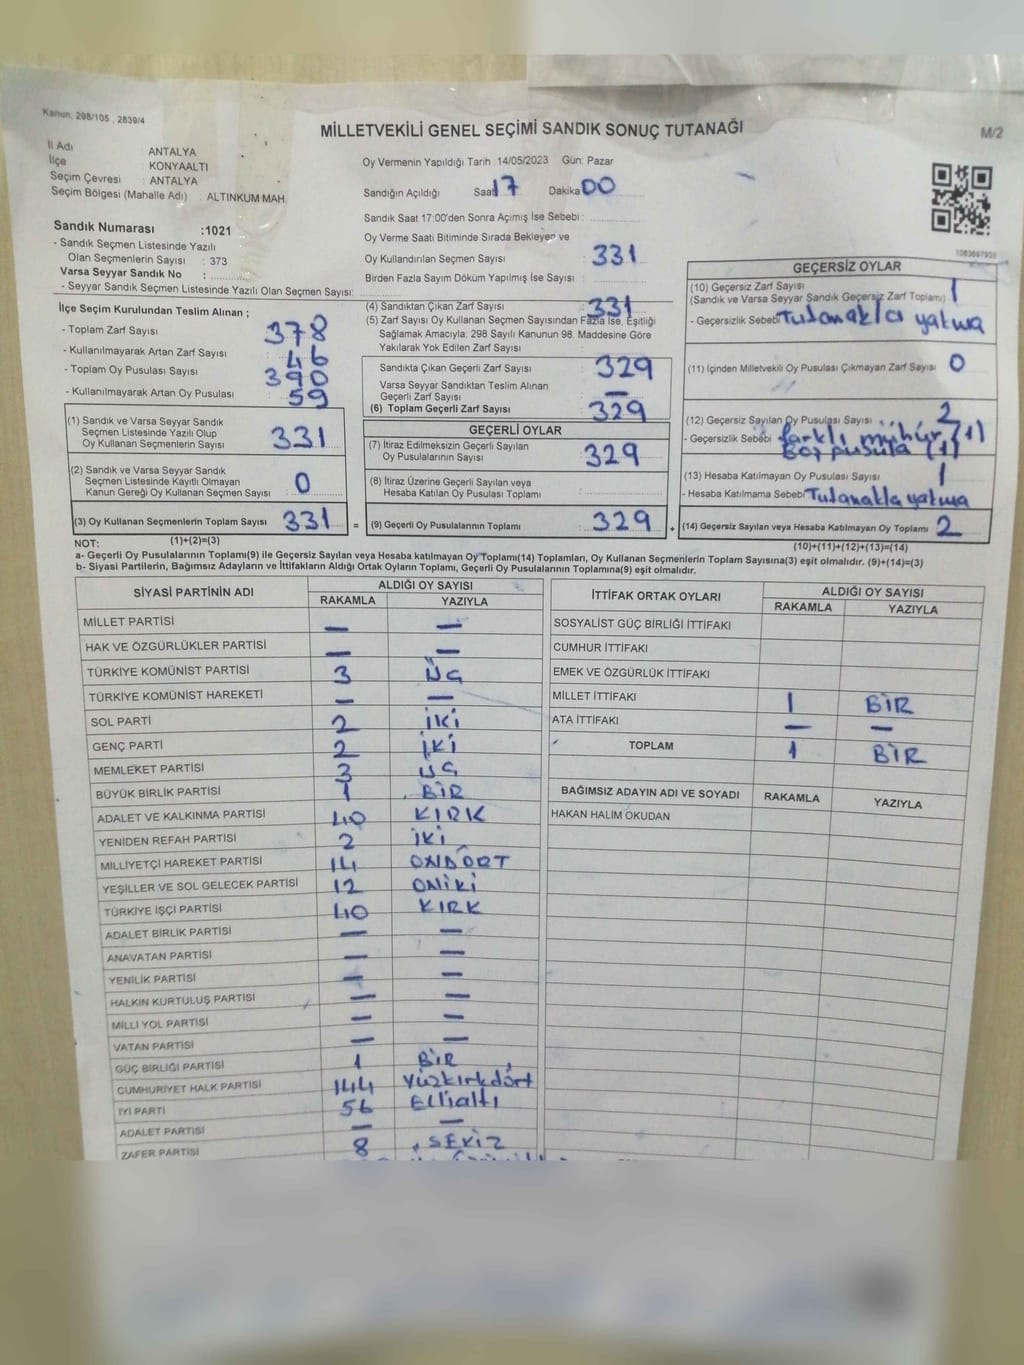 Kanun, 298/105 , 2839/4
MİLLETVEKİLİ GENEL SEÇİMİ SANDIK SONUÇ TUTANAĞI
M/2
İl Adı ANTALYA
İlçe : KONYAALTI
Seçim Çevresi : ANTALYA
Seçim Bölgesi (Mahalle Adı) : ALTINKUM MAH.
Oy Vermenin Yapıldığı Tarih :14/05/2023 Gün: Pazar
Sandığın Açıldığı Saat 17 Dakika 00
Sandık Saat 17:00'den Sonra Açımış İse Sebebi :
Oy Verme Saati Bitiminde Sırada Bekleyen ve
Oy Kullandırılan Seçmen Sayısı : 331
Birden Fazla Sayım Döküm Yapılmış İse Sayısı :
Sandık Numarası :1021
- Sandık Seçmen Listesinde Yazılı
Olan Seçmenlerin Sayısı : 373
Varsa Seyyar Sandık No :
- Seyyar Sandık Seçmen Listesinde Yazılı Olan Seçmen Sayısı:
İlçe Seçim Kurulundan Teslim Alınan ;
- Toplam Zarf Sayısı 378
- Kullanılmayarak Artan Zarf Sayısı : 46
- Toplam Oy Pusulası Sayısı : 390
- Kullanılmayarak Artan Oy Pusulası : 59
(1) Sandık ve Varsa Seyyar Sandık
Seçmen Listesinde Yazılı Olup
Oy Kullanan Seçmenlerin Sayısı : 331
(2) Sandık ve Varsa Seyyar Sandık
Seçmen Listesinde Kayıtlı Olmayan
Kanun Gereği Oy Kullanan Seçmen Sayısı : 0
(3) Oy Kullanan Seçmenlerin Toplam Sayısı : 331 =
(1)+(2)=(3)
(4) Sandıktan Çıkan Zarf Sayısı : 331
(5) Zarf Sayısı Oy Kullanan Seçmen Sayısından Fazla İse, Eşitliği
Sağlamak Amacıyla; 298 Sayılı Kanunun 98. Maddesine Göre
Yakılarak Yok Edilen Zarf Sayısı :
Sandıkta Çıkan Geçerli Zarf Sayısı : 329
Varsa Seyyar Sandıktan Teslim Alınan
Geçerli Zarf Sayısı : —
(6) Toplam Geçerli Zarf Sayısı : 329
GEÇERLİ OYLAR
(7) İtiraz Edilmeksizin Geçerli Sayılan
Oy Pusulalarının Sayısı : 329
(8) İtiraz Üzerine Geçerli Sayılan veya
Hesaba Katılan Oy Pusulası Toplamı :
(9) Geçerli Oy Pusulalarının Toplamı : 329 +
GEÇERSİZ OYLAR
(10) Geçersiz Zarf Sayısı
(Sandık ve Varsa Seyyar Sandık Geçersiz Zarf Toplamı) 1
- Geçersizlik Sebebi Tutanakla yakma
(11) İçinden Milletvekili Oy Pusulası Çıkmayan Zarf Sayısı : 0
(12) Geçersiz Sayılan Oy Pusulası Sayısı : 2
- Geçersizlik Sebebi farklı mühür (1)
Boş pusula (1)
(13) Hesaba Katılmayan Oy Pusulası Sayısı : 1
- Hesaba Katılmama Sebebi Tutanakla yakma
(14) Geçersiz Sayılan veya Hesaba Katılmayan Oy Toplamı 2
(10)+(11)+(12)+(13)=(14)
NOT:
a- Geçerli Oy Pusulalarının Toplamı(9) ile Geçersiz Sayılan veya Hesaba katılmayan Oy Toplamı(14) Toplamları, Oy Kullanan Seçmenlerin Toplam Sayısına(3) eşit olmalıdır. (9)+(14)=(3)
b- Siyasi Partilerin, Bağımsız Adayların ve İttifakların Aldığı Ortak Oyların Toplamı, Geçerli Oy Pusulalarının Toplamına(9) eşit olmalıdır.
SİYASİ PARTİNİN ADI ALDIĞI OY SAYISI
RAKAMLA YAZIYLA
MİLLET PARTİSİ — —
HAK VE ÖZGÜRLÜKLER PARTİSİ — —
TÜRKİYE KOMÜNİST PARTİSİ 3 ÜÇ
TÜRKİYE KOMÜNİST HAREKETİ — —
SOL PARTİ 2 İKİ
GENÇ PARTİ 2 İKİ
MEMLEKET PARTİSİ 3 ÜÇ
BÜYÜK BİRLİK PARTİSİ 1 BİR
ADALET VE KALKINMA PARTİSİ 40 KIRK
YENİDEN REFAH PARTİSİ 2 İKİ
MİLLİYETÇİ HAREKET PARTİSİ 14 ONDÖRT
YEŞİLLER VE SOL GELECEK PARTİSİ 12 ONİKİ
TÜRKİYE İŞÇİ PARTİSİ 40 KIRK
ADALET BİRLİK PARTİSİ — —
ANAVATAN PARTİSİ — —
YENİLİK PARTİSİ — —
HALKIN KURTULUŞ PARTİSİ — —
MİLLİ YOL PARTİSİ — —
VATAN PARTİSİ — —
GÜÇ BİRLİĞİ PARTİSİ 1 BİR
CUMHURİYET HALK PARTİSİ 144 Yüzkırkdört
İYİ PARTİ 56 Ellialtı
ADALET PARTİSİ — —
ZAFER PARTİSİ 8 SEKİZ
İTTİFAK ORTAK OYLARI ALDIĞI OY SAYISI
RAKAMLA YAZIYLA
SOSYALİST GÜÇ BİRLİĞİ İTTİFAKI
CUMHUR İTTİFAKI
EMEK VE ÖZGÜRLÜK İTTİFAKI
MİLLET İTTİFAKI 1 BİR
ATA İTTİFAKI — —
TOPLAM 1 BİR
BAĞIMSIZ ADAYIN ADI VE SOYADI RAKAMLA YAZIYLA
HAKAN HALİM OKUDAN